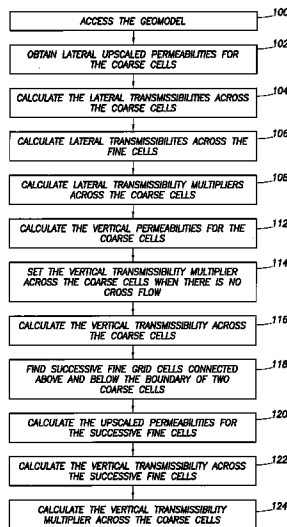 100
ACCESS THE GEOMODEL
102
OBTAIN LATERAL UPSCALED PERMEABILITIES FOR
THE COARSE CELLS
104
CALCULATE THE LATERAL TRANSMISSIBILITIES ACROSS
THE COARSE CELLS
106
CALCULATE LATERAL TRANSMISSIBILITES ACROSS THE
FINE CELLS
108
CALCULATE LATERAL TRANSMISSIBILITY MULTIPLIERS
ACROSS THE COARSE CELLS
112
CALCULATE THE VERTICAL PERMEABILITIES FOR THE
COARSE CELLS
114
SET THE VERTICAL TRANSMISSIBILITY MULTIPLIER
ACROSS THE COARSE CELLS WHEN THERE IS NO
CROSS FLOW
116
CALCULATE THE VERTICAL TRANSMISSIBILITY ACROSS
THE COARSE CELLS
118
FIND SUCCESSIVE FINE GRID CELLS CONNECTED
ABOVE AND BELOW THE BOUNDARY OF TWO
COARSE CELLS
120
CALCULATE THE UPSCALED PERMEABILITIES FOR
THE SUCCESSIVE FINE CELLS
122
CALCULATE THE VERTICAL TRANSMISSIBILITY ACROSS
THE SUCCESSIVE FINE CELLS
124
CALCULATE THE VERTICAL TRANSMISSIBILITY
MULTIPLIER ACROSS THE COARSE CELLS